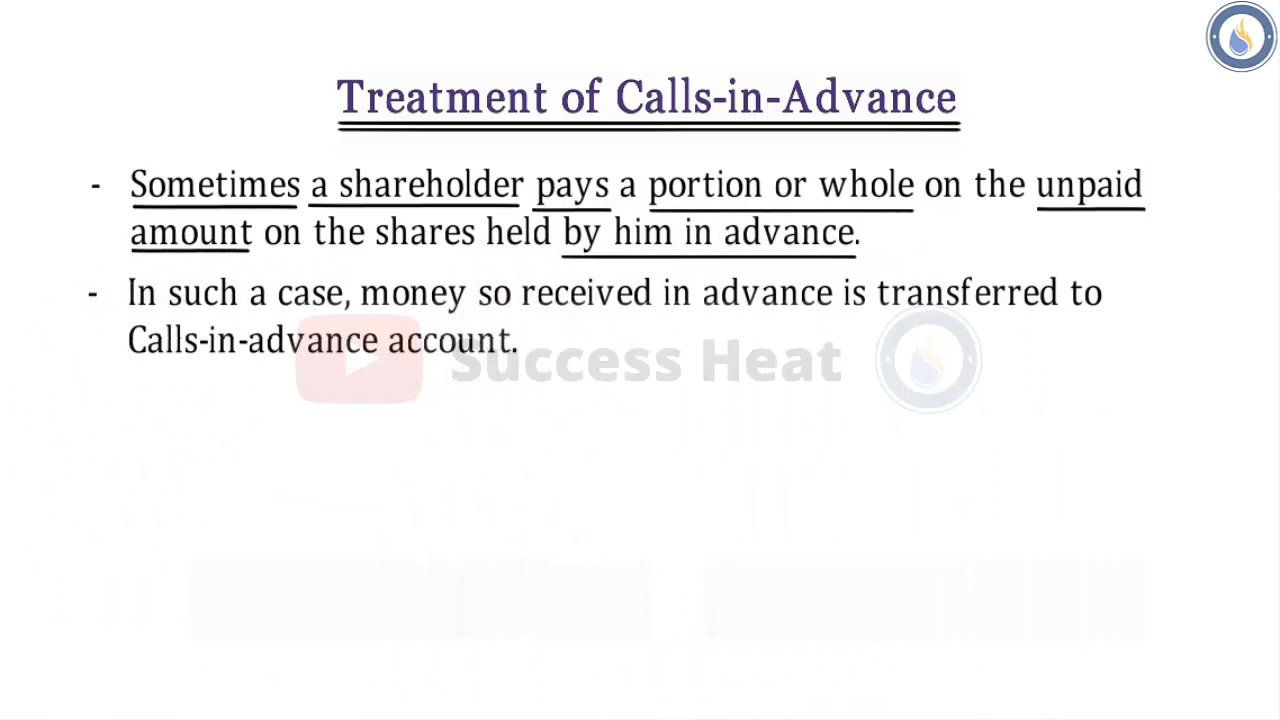 Treatment of Calls-in-Advance
- Sometimes a shareholder pays a portion or whole on the unpaid
amount on the shares held by him in advance.
- In such a case, money so received in advance is transferred to
Calls-in-advance account.
Success Heat